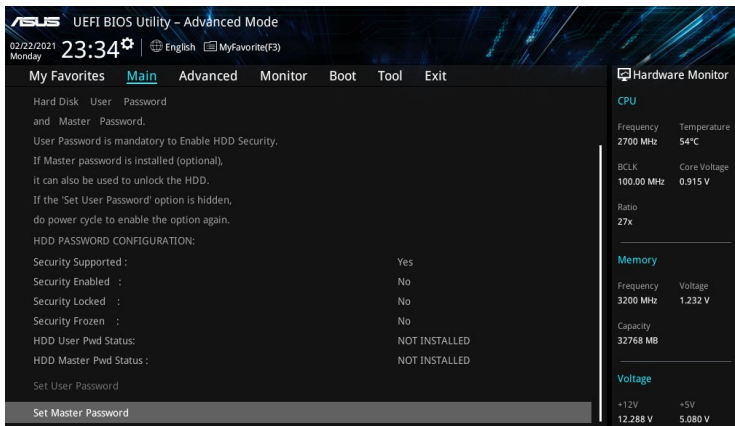 ASUS UEFI BIOS Utility – Advanced Mode
02/22/2021 Monday 23:34 English MyFavorite(F3)
My Favorites Main Advanced Monitor Boot Tool Exit
Hard Disk User Password
and Master Password.
User Password is mandatory to Enable HDD Security.
If Master password is installed (optional),
it can also be used to unlock the HDD.
If the 'Set User Password' option is hidden,
do power cycle to enable the option again.
HDD PASSWORD CONFIGURATION:
Security Supported : Yes
Security Enabled : No
Security Locked : No
Security Frozen : No
HDD User Pwd Status: NOT INSTALLED
HDD Master Pwd Status : NOT INSTALLED
Set User Password
Set Master Password
Hardware Monitor
CPU
Frequency Temperature
2700 MHz 54°C
BCLK Core Voltage
100.00 MHz 0.915 V
Ratio
27x
Memory
Frequency Voltage
3200 MHz 1.232 V
Capacity
32768 MB
Voltage
+12V +5V
12.288 V 5.080 V